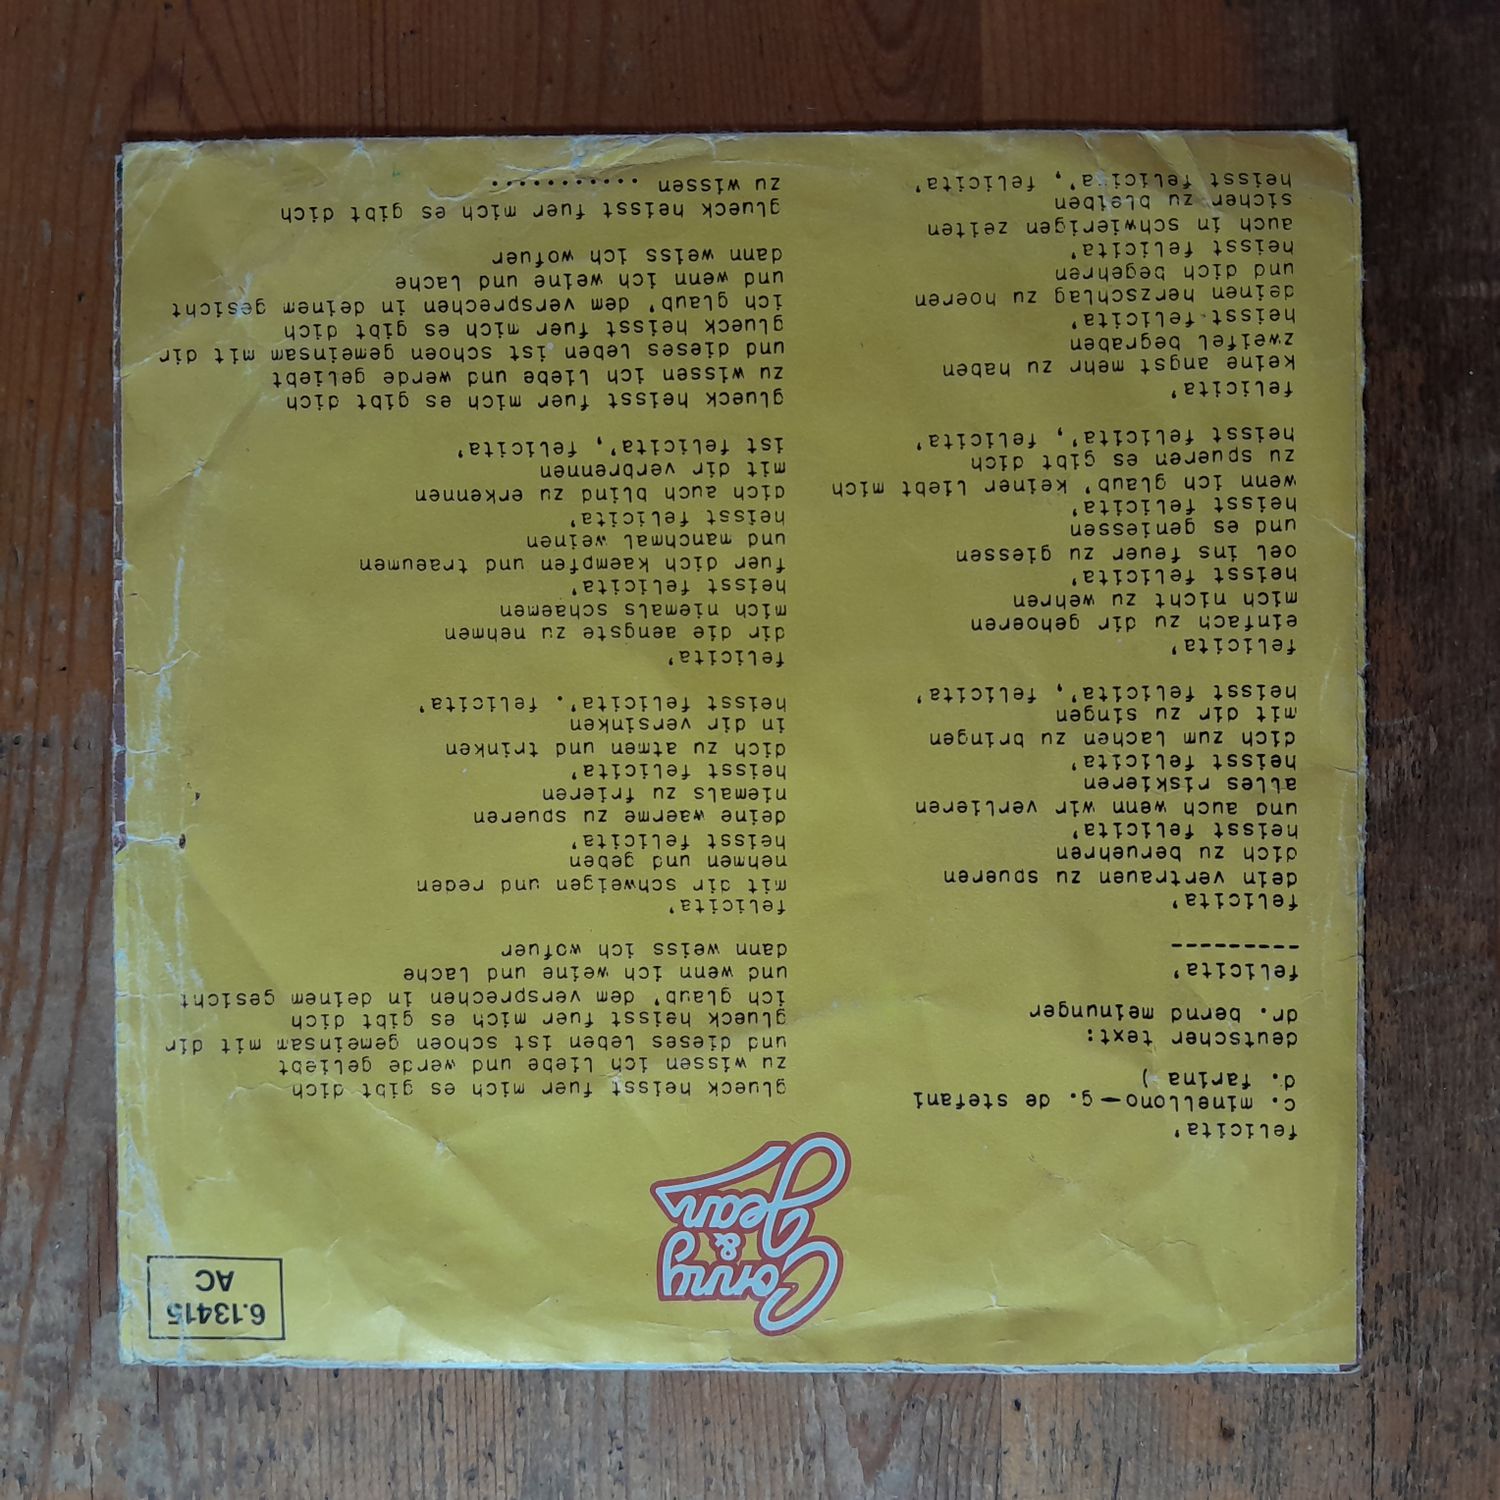 6.13415
AC
Conny
&
Jean
felicita'
c. minellono—g. de stefani
d. farina )
deutscher text:
dr. bernd meinunger
felicita'
---------
felicita'
dein vertrauen zu spueren
dich zu beruehren
heisst felicita'
und auch wenn wir verlieren
alles riskieren
heisst felicita'
dich zum lachen zu bringen
mit dir zu singen
heisst felicita', felicita'
felicita'
einfach zu dir gehoeren
mich nicht zu wehren
heisst felicita'
oel ins feuer zu giessen
und es geniessen
heisst felicita'
wenn ich glaub' keiner liebt mich
zu spueren es gibt dich
heisst felicita', felicita'
felicita'
keine angst mehr zu haben
zweifel begraben
heisst felicita'
deinen herzschlag zu hoeren
und dich begehren
heisst felicita'
auch in schwierigen zeiten
sicher zu bleiben
heisst felicita', felicita'
glueck heisst fuer mich es gibt dich
zu wissen ich liebe und werde geliebt
und dieses leben ist schoen gemeinsam mit dir
glueck heisst fuer mich es gibt dich
ich glaub' dem versprechen in deinem gesicht
und wenn ich weine und lache
dann weiss ich wofuer
felicita'
mit dir schweigen und reden
nehmen und geben
heisst felicita'
deine waerme zu spueren
niemals zu frieren
heisst felicita'
dich zu atmen und trinken
in dir versinken
heisst felicita'. felicita'
felicita'
dir die aengste zu nehmen
mich niemals schaemen
heisst felicita'
fuer dich kaempfen und traeumen
und manchmal weinen
heisst felicita'
dich auch blind zu erkennen
mit dir verbrennen
ist felicita', felicita'
glueck heisst fuer mich es gibt dich
zu wissen ich liebe und werde geliebt
und dieses leben ist schoen gemeinsam mit dir
glueck heisst fuer mich es gibt dich
ich glaub' dem versprechen in deinem gesicht
und wenn ich weine und lache
dann weiss ich wofuer
glueck heisst fuer mich es gibt dich
zu wissen ...........